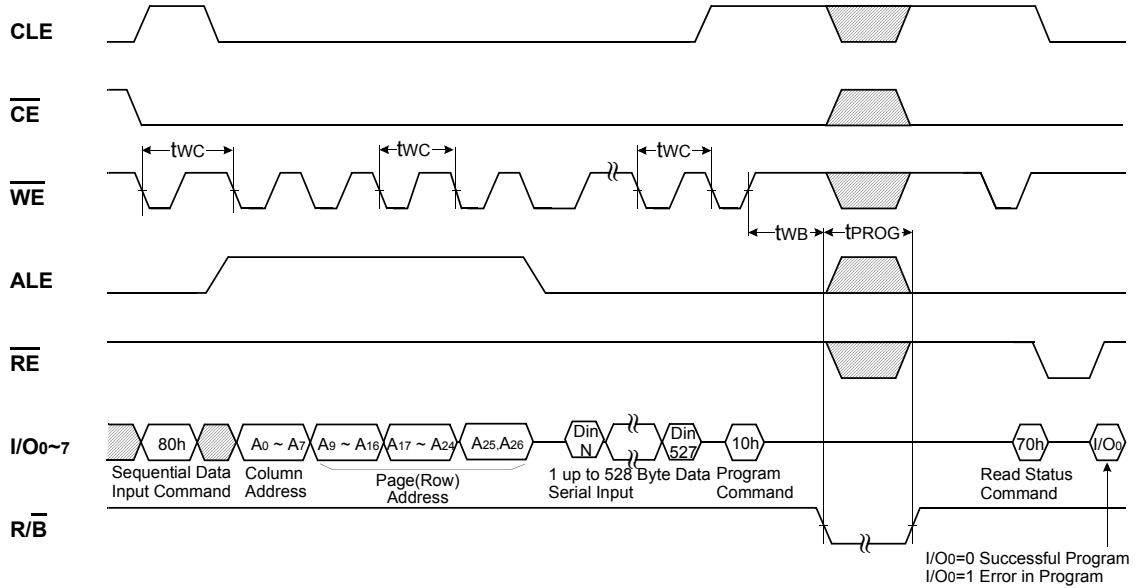 CLE
CE
tWC
tWC
tWC
WE
tWB
tPROG
ALE
RE
I/O0~7
80h
A0 ~ A7
A9 ~ A16
A17 ~ A24
A25,A26
Din
N
Din
527
10h
70h
I/O0
Sequential Data
Input Command
Column
Address
Page(Row)
Address
1 up to 528 Byte Data
Serial Input
Program
Command
Read Status
Command
R/B
I/O0=0 Successful Program
I/O0=1 Error in Program